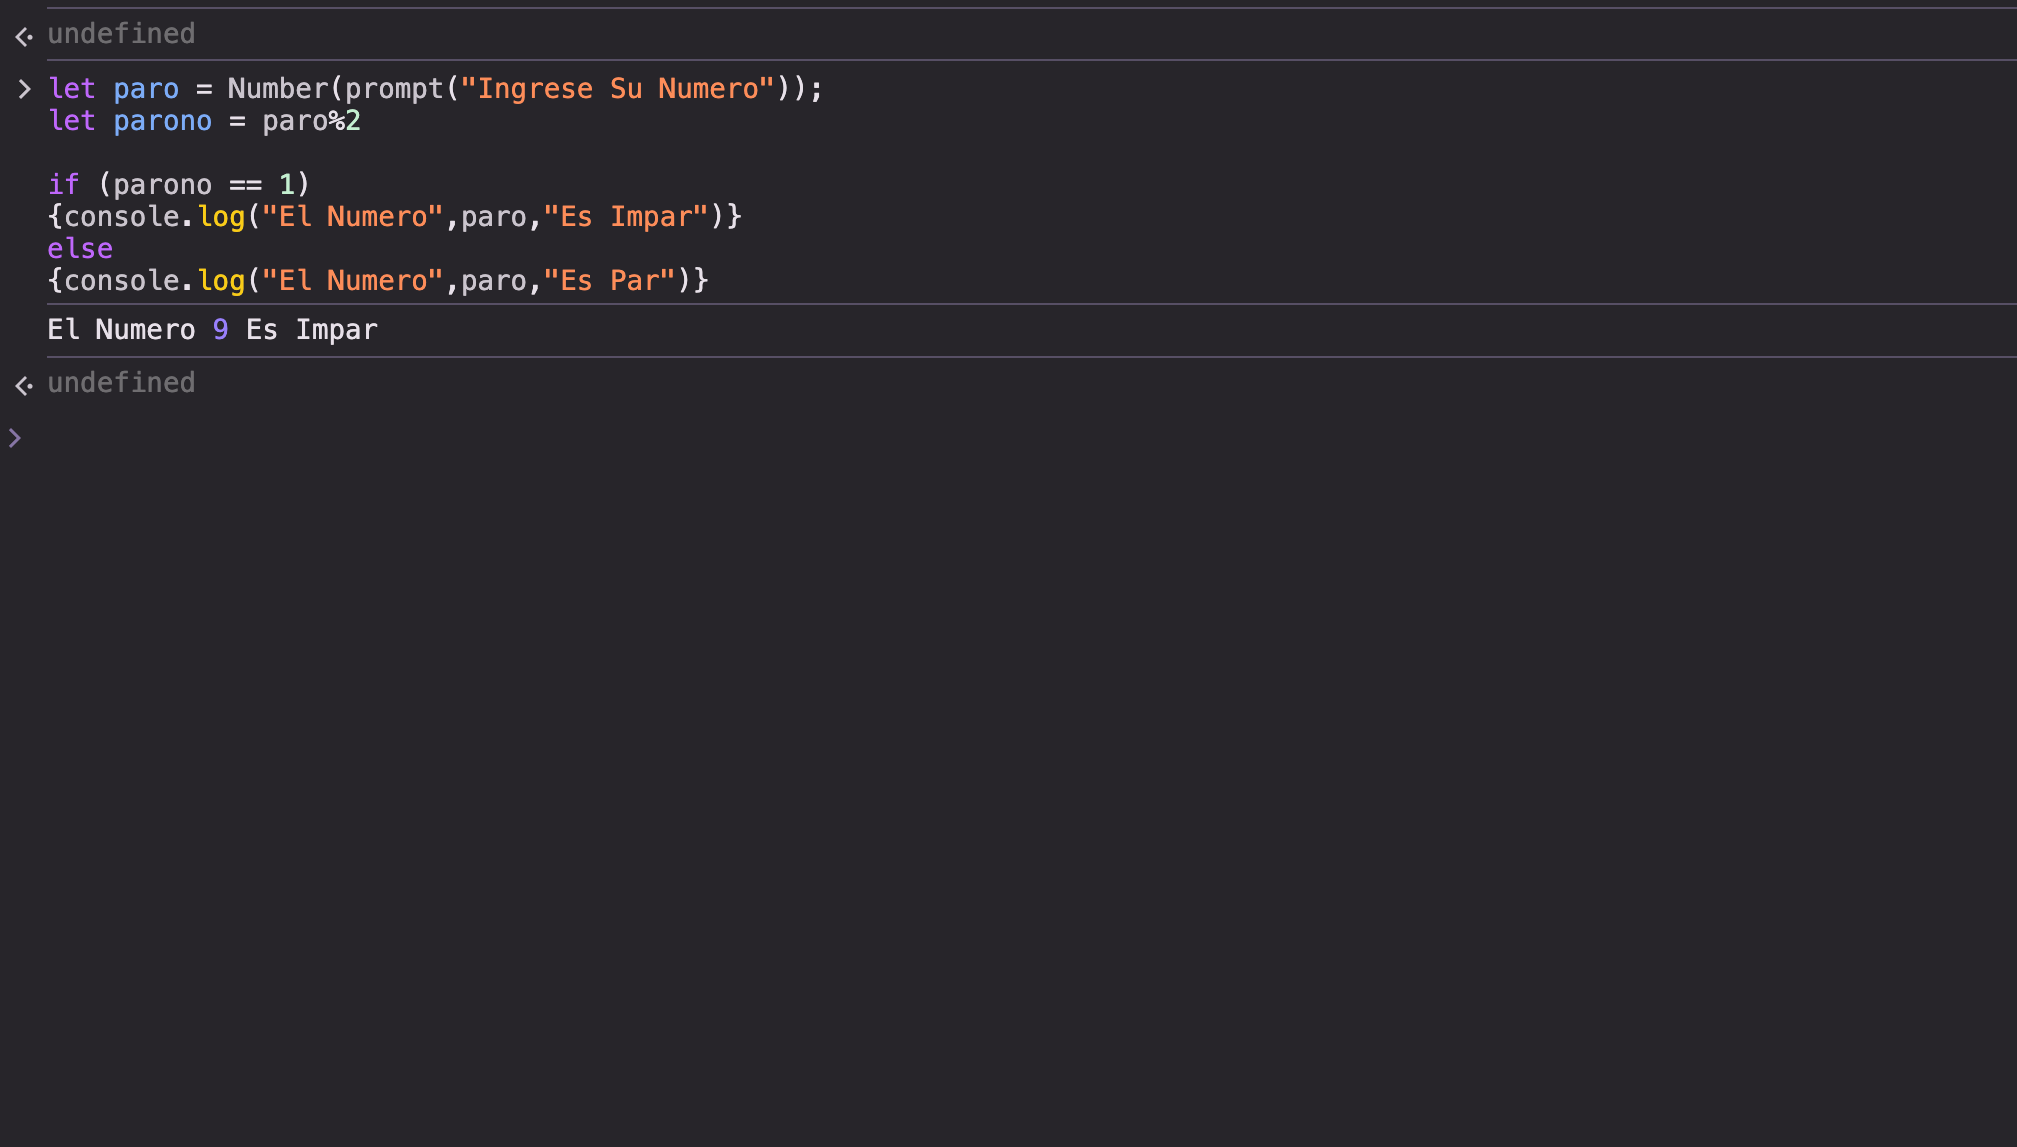 undefined
let paro = Number(prompt("Ingrese Su Numero"));
let parono = paro%2
if (parono == 1)
{console.log("El Numero",paro,"Es Impar")}
else
{console.log("El Numero",paro,"Es Par")}
El Numero 9 Es Impar
undefined